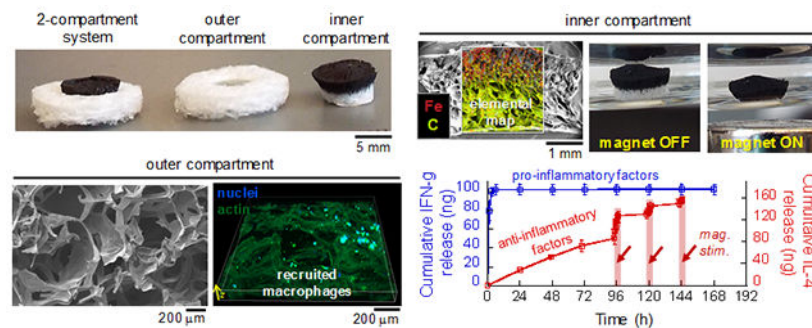 2-compartment
system
outer
compartment
inner
compartment
5 mm
outer compartment
nuclei
actin
recruited
macrophages
200 μm
200 μm
inner compartment
Fe
C
elemental
map
1 mm
magnet OFF
magnet ON
Cumulative IFN-g
release (ng)
100
80
60
40
20
0
pro-inflammatory factors
anti-inflammatory
factors
mag.
stim.
160
120
80
40
0
Cumulative IL-4
release (ng)
0 24 48 72 96 120 144 168 192
Time (h)